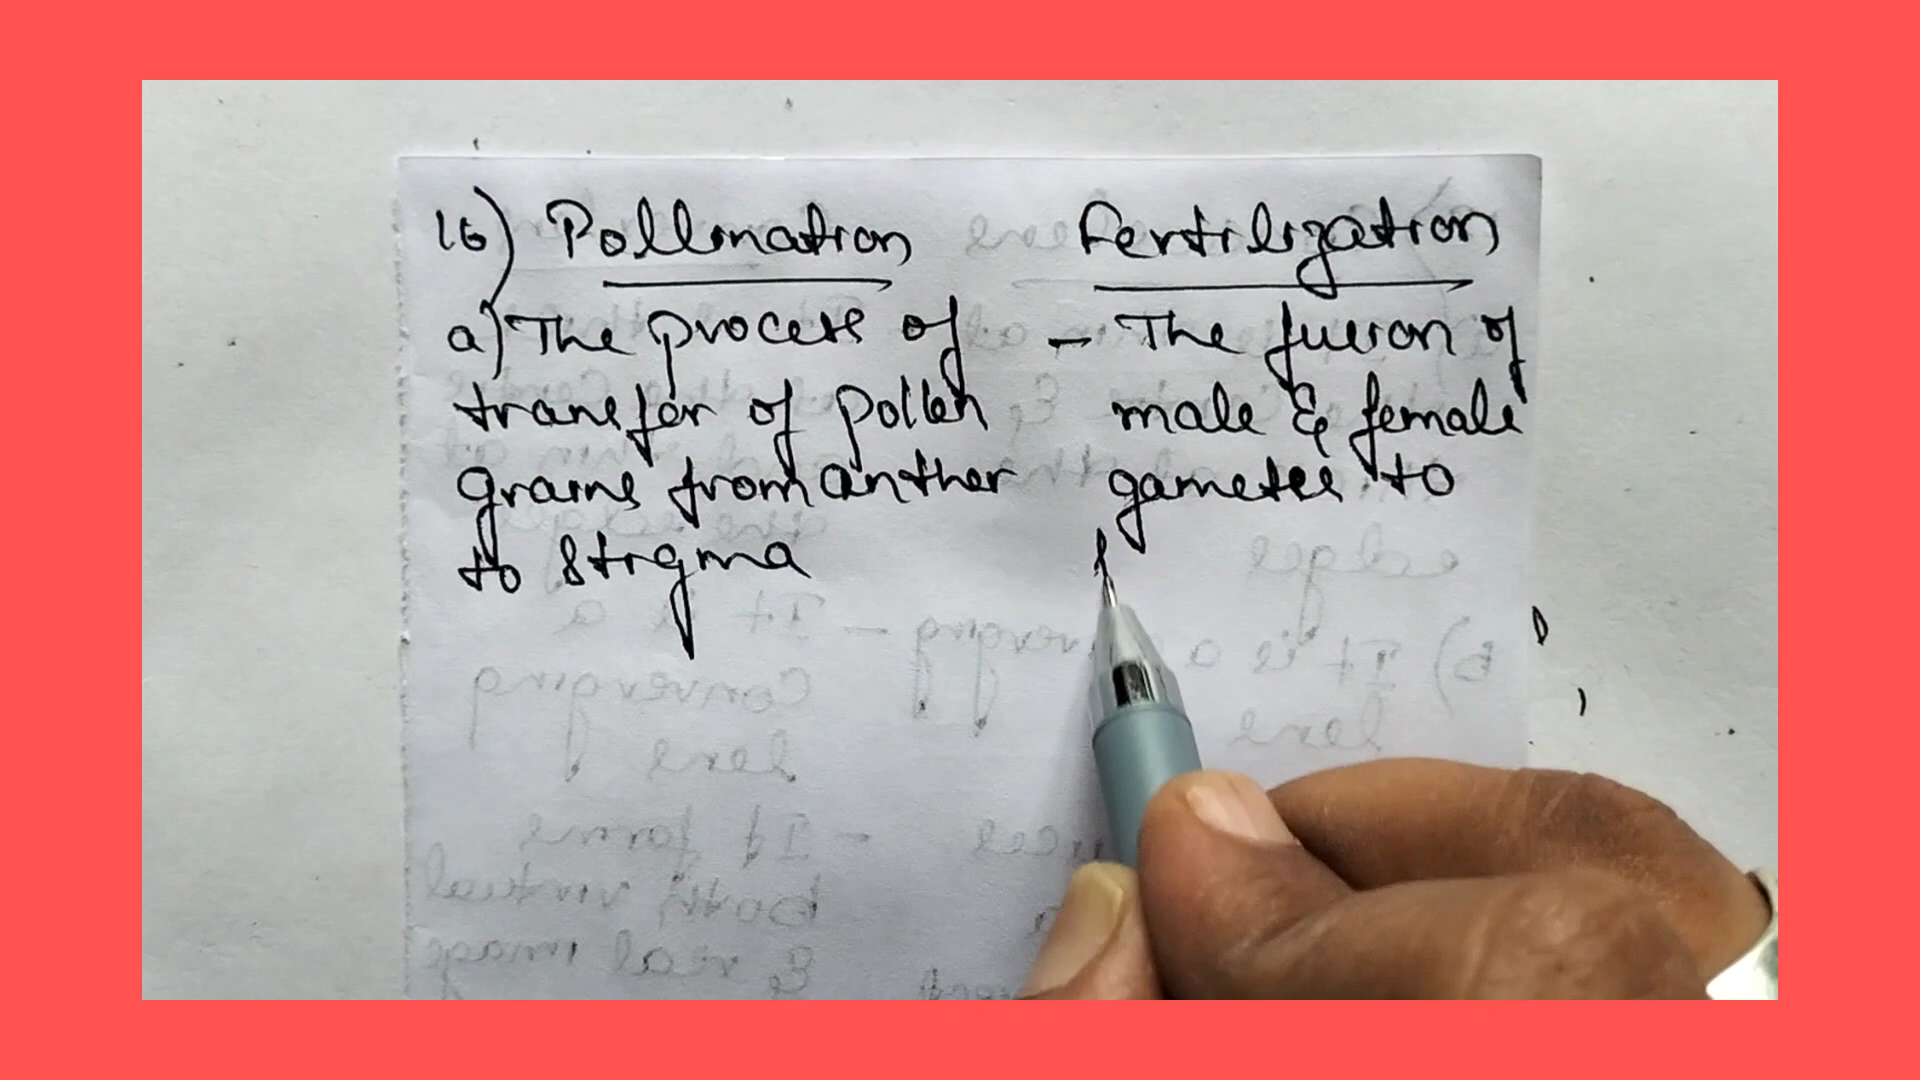 16) Pollination Fertilization
a) The process of - The fusion of
transfer of pollen male & female
grains from anther gametes to
to stigma f